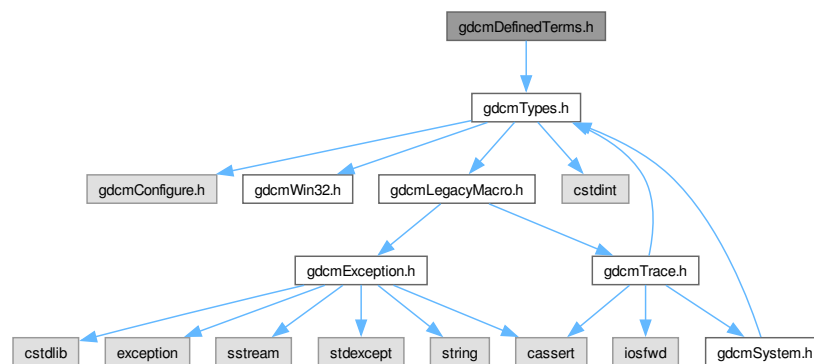 gdcmDefinedTerms.h
gdcmTypes.h
gdcmConfigure.h
gdcmWin32.h
gdcmLegacyMacro.h
cstdint
gdcmException.h
gdcmTrace.h
cstdlib
exception
sstream
stdexcept
string
cassert
iosfwd
gdcmSystem.h